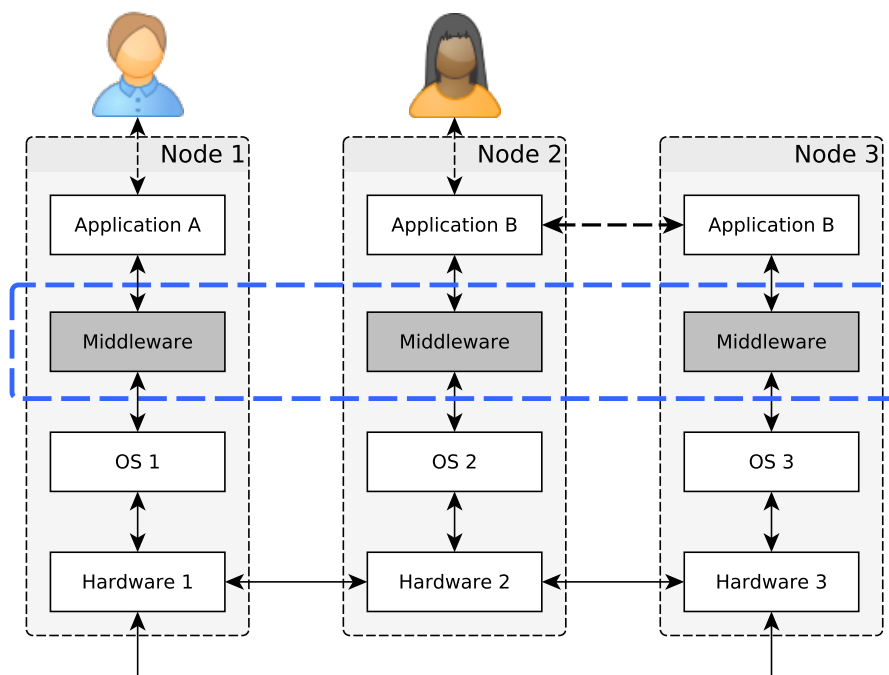 Node 1
Node 2
Node 3
Application A
Application B
Application B
Middleware
Middleware
Middleware
OS 1
OS 2
OS 3
Hardware 1
Hardware 2
Hardware 3